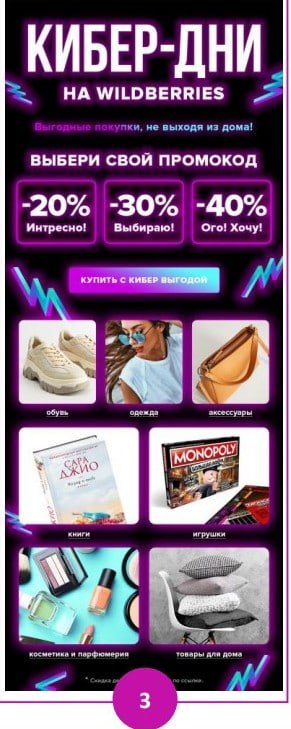 КИБЕР-ДНИ
НА WILDBERRIES
Выгодные покупки, не выходя из дома!
ВЫБЕРИ СВОЙ ПРОМОКОД
-20% -30% -40%
Интресно! Выбираю! Ого! Хочу!
КУПИТЬ С КИБЕР ВЫГОДОЙ
обувь одежда аксессуары
САРА
ДЖИО
MONOPOLY
книги игрушки
косметика и парфюмерия товары для дома
* Скидка по ссылке.
3